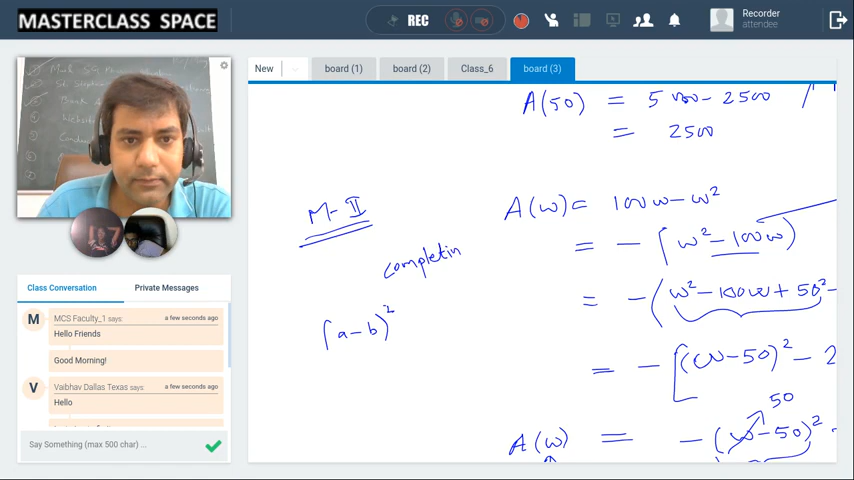 MASTERCLASS SPACE
REC
Recorder
attendee
New
board (1)
board (2)
Class_6
board (3)
A(50) = 5000 - 2500
= 2500
M-II
A(w) = 100w - w²
= - (w² - 100w)
completin
= - (w² - 100w + 50² -
(a-b)²
= - [(w-50)² - 2
50
A(w) = - (w-50)² +
Class Conversation
Private Messages
M
MCS Faculty_1 says:
a few seconds ago
Hello Friends
Good Morning!
V
Vaibhav Dallas Texas says:
a few seconds ago
Hello
Say Something (max 500 char) ...